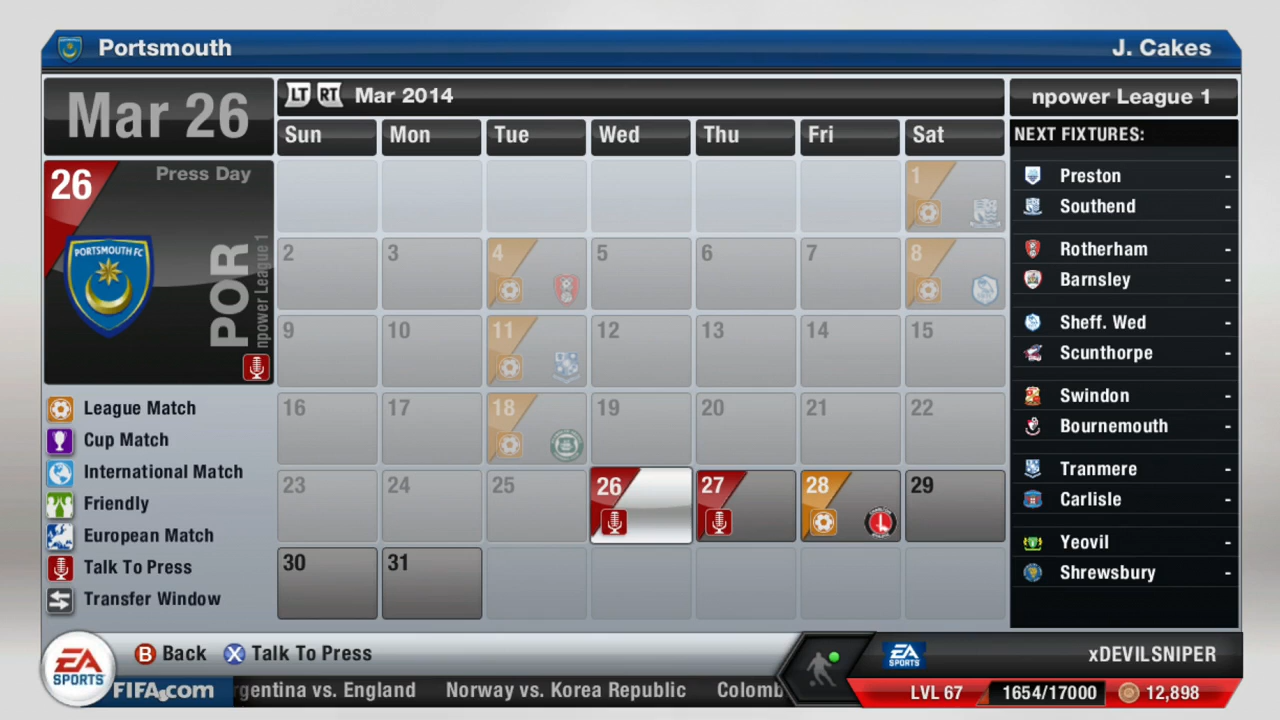 Portsmouth
J. Cakes
Mar 26
LT RT Mar 2014
npower League 1
Sun Mon Tue Wed Thu Fri Sat
NEXT FIXTURES:
26 Press Day
PORTSMOUTH FC
POR
npower League 1
1
2 3 4 5 6 7 8
9 10 11 12 13 14 15
16 17 18 19 20 21 22
23 24 25 26 27 28 29
30 31
Preston -
Southend -
Rotherham -
Barnsley -
Sheff. Wed -
Scunthorpe -
Swindon -
Bournemouth -
Tranmere -
Carlisle -
Yeovil -
Shrewsbury -
League Match
Cup Match
International Match
Friendly
European Match
Talk To Press
Transfer Window
EA SPORTS
B Back X Talk To Press
EA SPORTS
xDEVILSNIPER
FIFA.com
rgentina vs. England Norway vs. Korea Republic Colomb
LVL 67 1654/17000 12,898